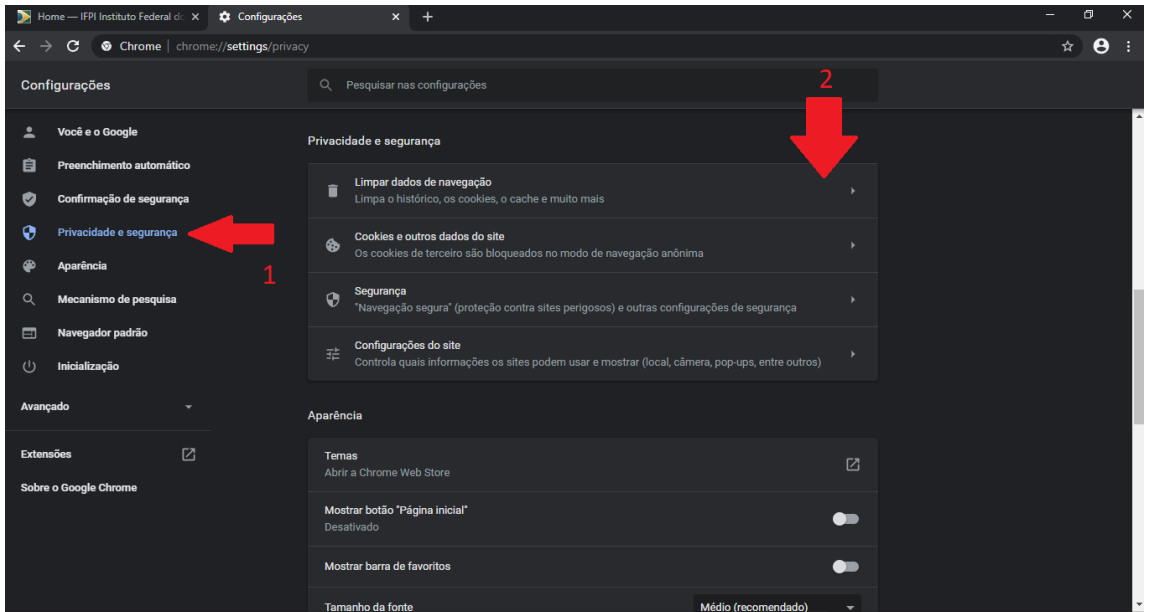 Home — IFPI Instituto Federal do
Configurações
Chrome | chrome://settings/privacy
Configurações
Pesquisar nas configurações
2
Você e o Google
Preenchimento automático
Confirmação de segurança
Privacidade e segurança
1
Aparência
Mecanismo de pesquisa
Navegador padrão
Inicialização
Avançado
Extensões
Sobre o Google Chrome
Privacidade e segurança
Limpar dados de navegação
Limpa o histórico, os cookies, o cache e muito mais
Cookies e outros dados do site
Os cookies de terceiro são bloqueados no modo de navegação anônima
Segurança
"Navegação segura" (proteção contra sites perigosos) e outras configurações de segurança
Configurações do site
Controla quais informações os sites podem usar e mostrar (local, câmera, pop-ups, entre outros)
Aparência
Temas
Abrir a Chrome Web Store
Mostrar botão "Página inicial"
Desativado
Mostrar barra de favoritos
Tamanho da fonte
Médio (recomendado)